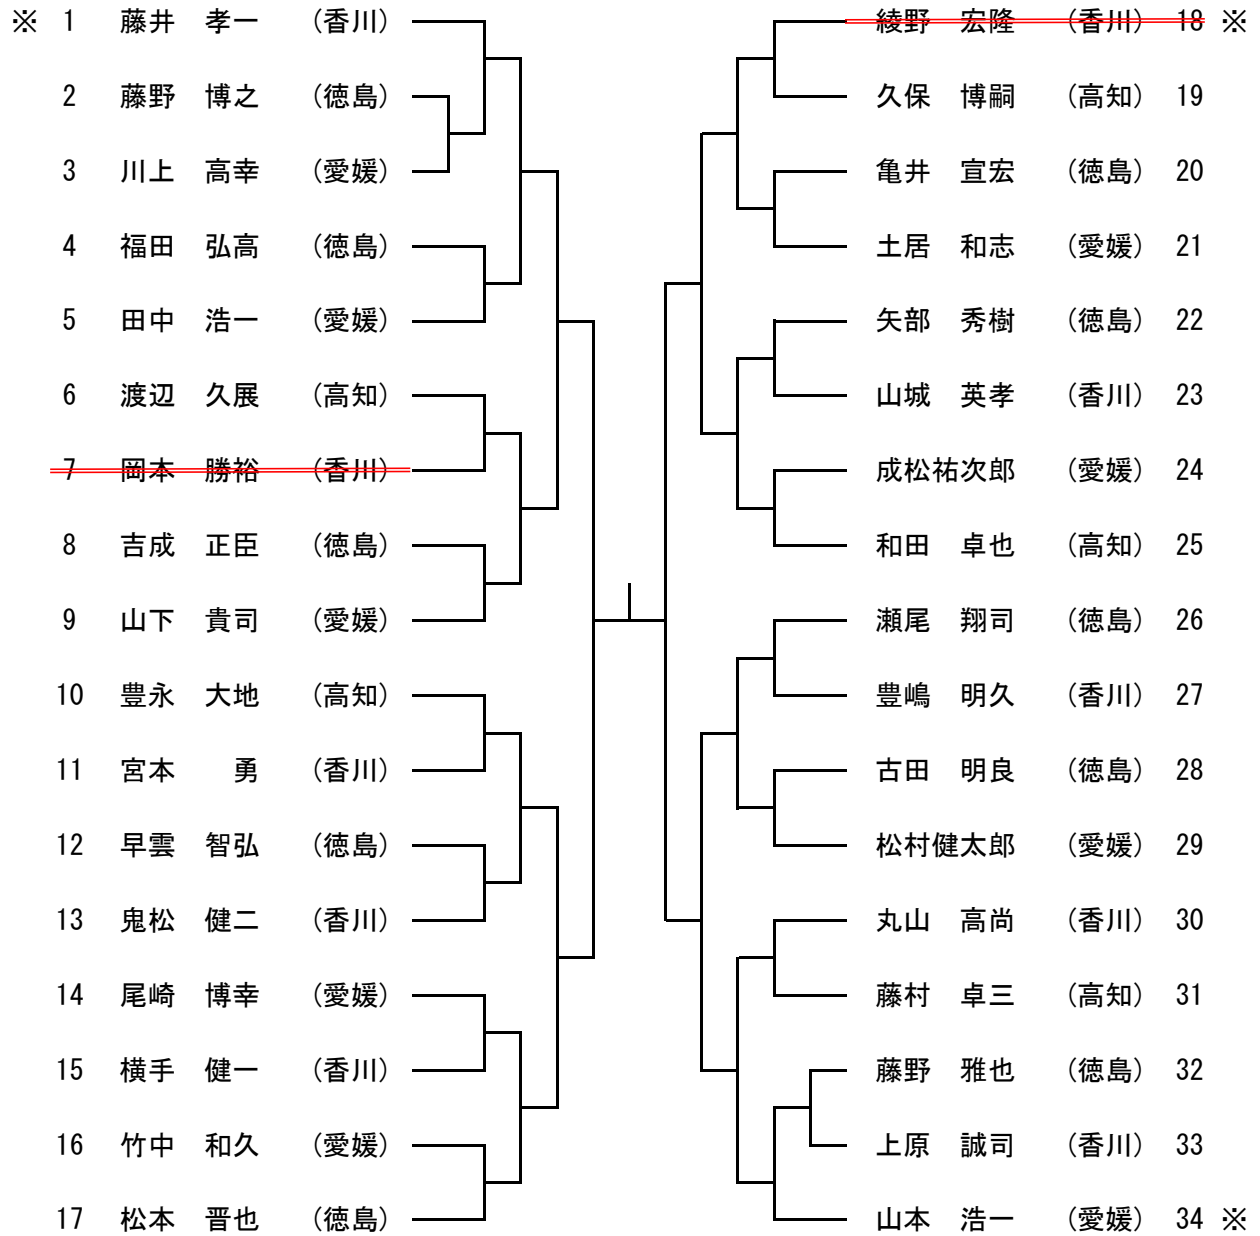 ※ 1 藤井 孝一 （香川）
2 藤野 博之 （徳島）
3 川上 高幸 （愛媛）
4 福田 弘高 （徳島）
5 田中 浩一 （愛媛）
6 渡辺 久展 （高知）
7 岡本 勝裕 （香川）
8 吉成 正臣 （徳島）
9 山下 貴司 （愛媛）
10 豊永 大地 （高知）
11 宮本 勇 （香川）
12 早雲 智弘 （徳島）
13 鬼松 健二 （香川）
14 尾崎 博幸 （愛媛）
15 横手 健一 （香川）
16 竹中 和久 （愛媛）
17 松本 晋也 （徳島）
綾野 宏隆 （香川） 18 ※
久保 博嗣 （高知） 19
亀井 宣宏 （徳島） 20
土居 和志 （愛媛） 21
矢部 秀樹 （徳島） 22
山城 英孝 （香川） 23
成松祐次郎 （愛媛） 24
和田 卓也 （高知） 25
瀬尾 翔司 （徳島） 26
豊嶋 明久 （香川） 27
古田 明良 （徳島） 28
松村健太郎 （愛媛） 29
丸山 高尚 （香川） 30
藤村 卓三 （高知） 31
藤野 雅也 （徳島） 32
上原 誠司 （香川） 33
山本 浩一 （愛媛） 34 ※